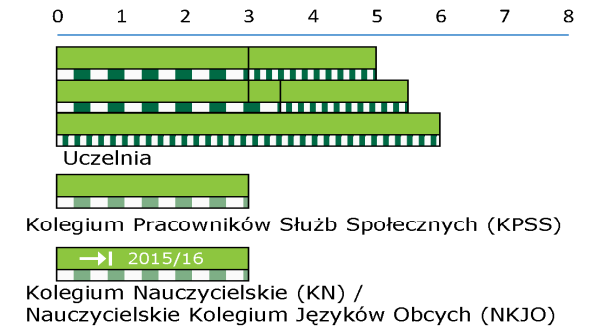 0 1 2 3 4 5 6 7 8
Uczelnia
Kolegium Pracowników Służb Społecznych (KPSS)
2015/16
Kolegium Nauczycielskie (KN) /
Nauczycielskie Kolegium Języków Obcych (NKJO)